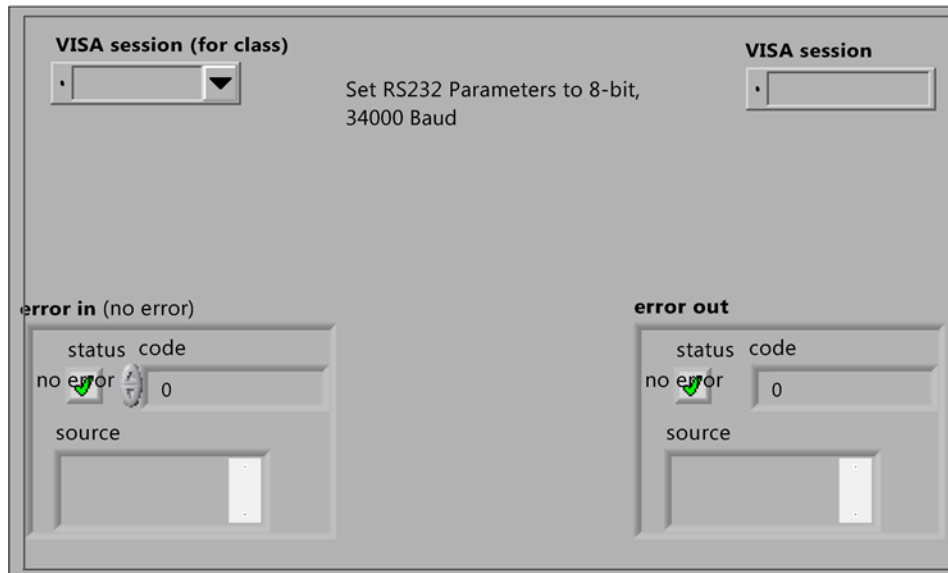 VISA session (for class)
VISA session
Set RS232 Parameters to 8-bit,
34000 Baud
error in (no error)
status code
no error 0
source
error out
status code
no error 0
source